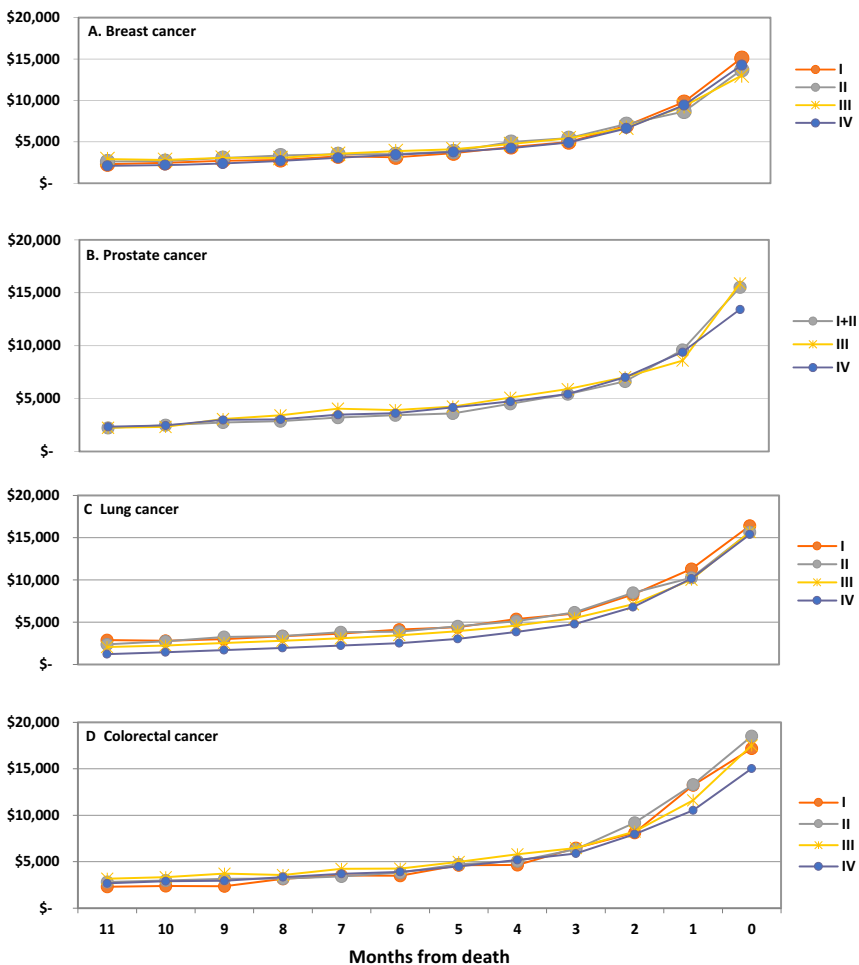 $20,000
A. Breast cancer
$15,000
$10,000
$5,000
$-
I
II
III
IV
$20,000
B. Prostate cancer
$15,000
$10,000
$5,000
$-
I+II
III
IV
$20,000
C Lung cancer
$15,000
$10,000
$5,000
$-
I
II
III
IV
$20,000
D Colorectal cancer
$15,000
$10,000
$5,000
$-
I
II
III
IV
11 10 9 8 7 6 5 4 3 2 1 0
Months from death